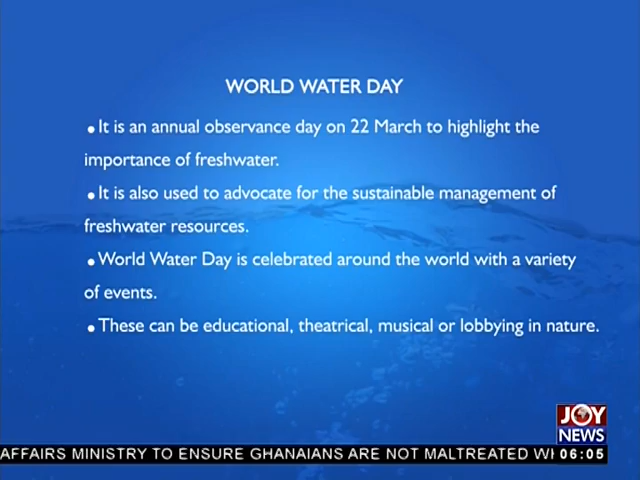 WORLD WATER DAY
• It is an annual observance day on 22 March to highlight the
importance of freshwater.
• It is also used to advocate for the sustainable management of
freshwater resources.
• World Water Day is celebrated around the world with a variety
of events.
• These can be educational, theatrical, musical or lobbying in nature.
JOY
NEWS
AFFAIRS MINISTRY TO ENSURE GHANAIANS ARE NOT MALTREATED
06:05